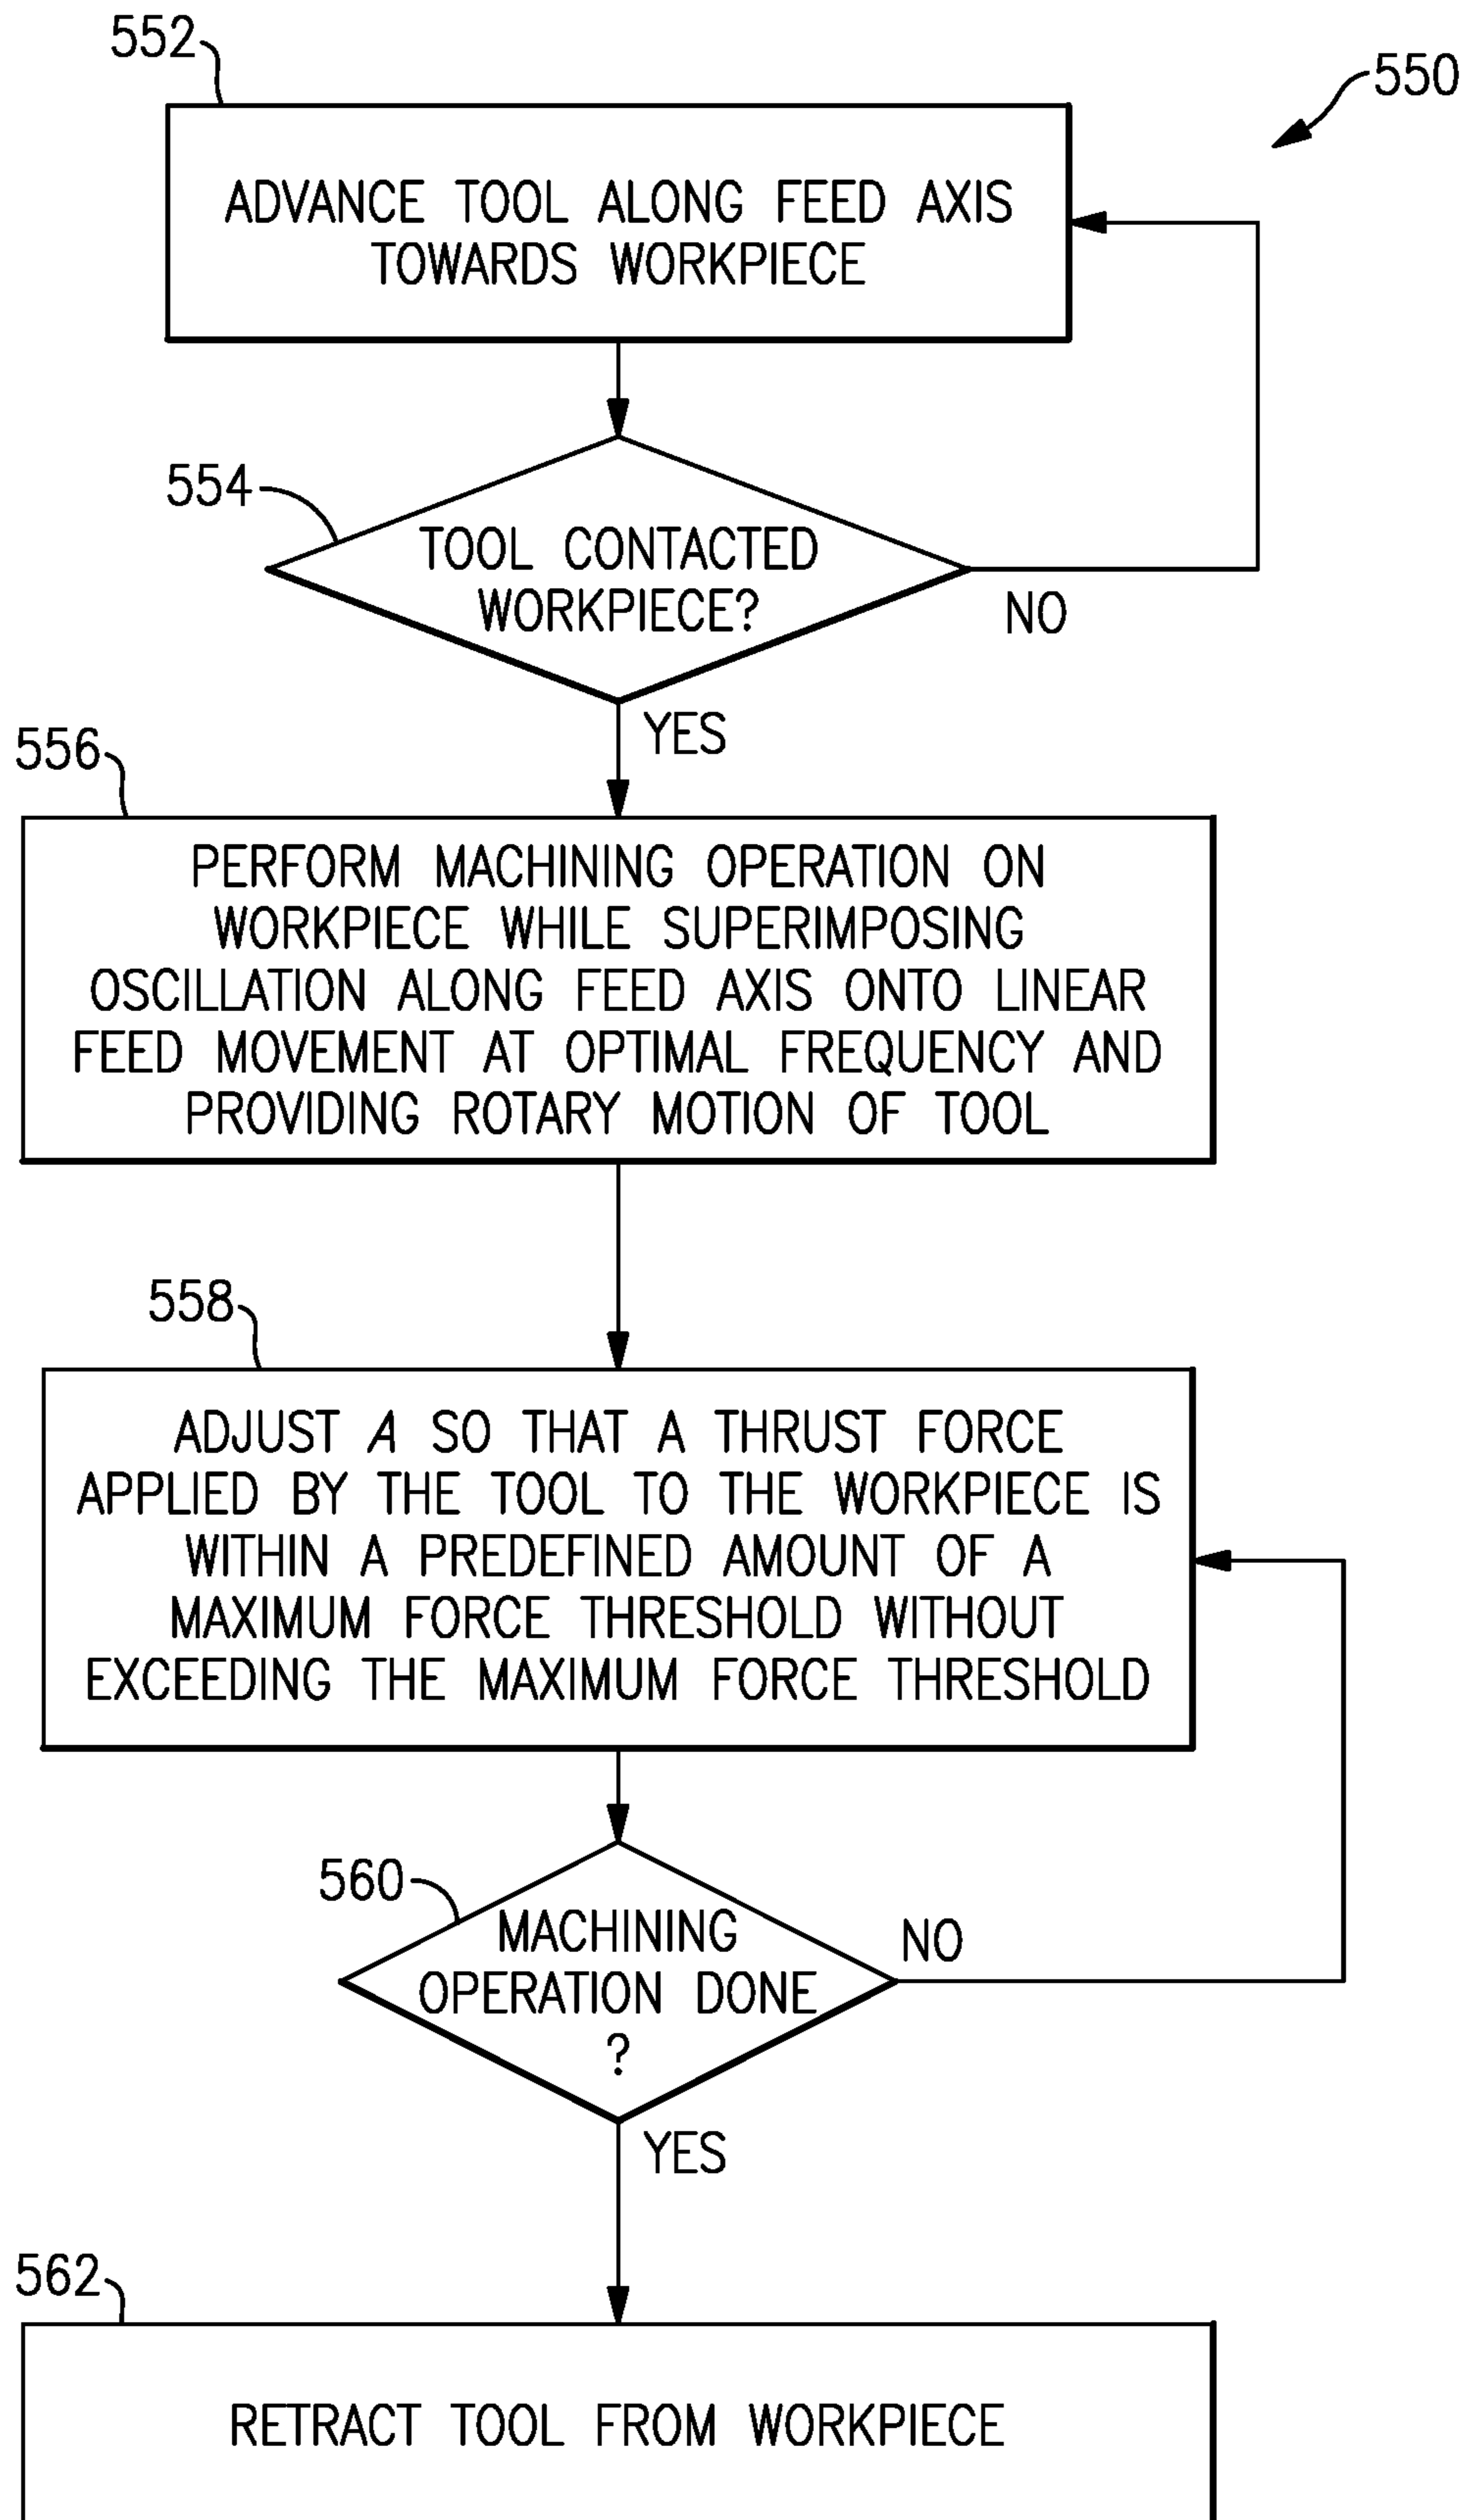 552
550
ADVANCE TOOL ALONG FEED AXIS
TOWARDS WORKPIECE
554
TOOL CONTACTED
WORKPIECE?
NO
YES
556
PERFORM MACHINING OPERATION ON
WORKPIECE WHILE SUPERIMPOSING
OSCILLATION ALONG FEED AXIS ONTO LINEAR
FEED MOVEMENT AT OPTIMAL FREQUENCY AND
PROVIDING ROTARY MOTION OF TOOL
558
ADJUST A SO THAT A THRUST FORCE
APPLIED BY THE TOOL TO THE WORKPIECE IS
WITHIN A PREDEFINED AMOUNT OF A
MAXIMUM FORCE THRESHOLD WITHOUT
EXCEEDING THE MAXIMUM FORCE THRESHOLD
560
MACHINING
OPERATION DONE
?
NO
YES
562
RETRACT TOOL FROM WORKPIECE